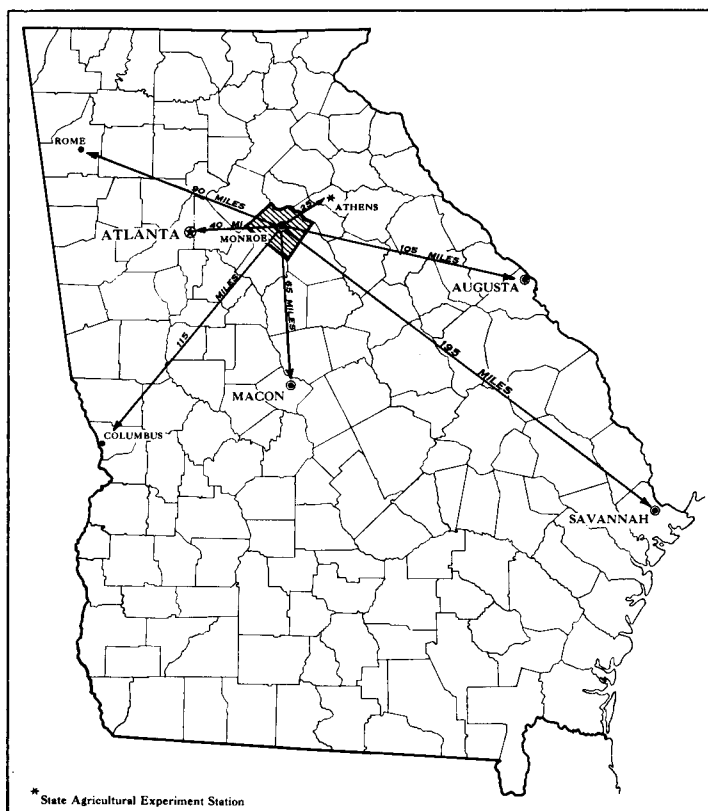 ROME
90 MILES
25
* ATHENS
40 MI.
ATLANTA
MONROE
105 MILES
AUGUSTA
115 MILES
65 MILES
195 MILES
MACON
COLUMBUS
SAVANNAH
* State Agricultural Experiment Station